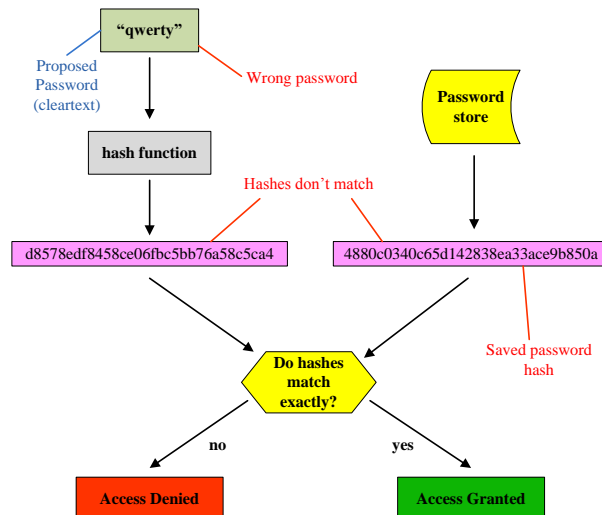 “qwerty”
Proposed
Password
(cleartext)
Wrong password
Password
store
hash function
Hashes don’t match
d8578edf8458ce06fbc5bb76a58c5ca4
4880c0340c65d142838ea33ace9b850a
Saved password
hash
Do hashes
match
exactly?
no
yes
Access Denied
Access Granted